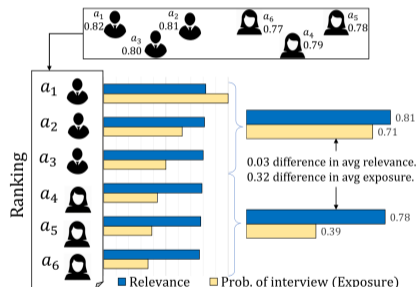 a1
0.82
a2
0.81
a3
0.80
a6
0.77
a4
0.79
a5
0.78
Ranking
a1
a2
a3
a4
a5
a6
0.81
0.71
0.03 difference in avg relevance.
0.32 difference in avg exposure.
0.78
0.39
Relevance
Prob. of interview (Exposure)